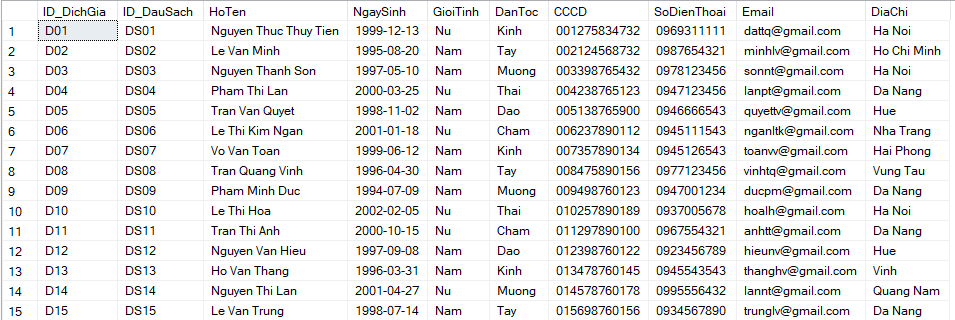 ID_DichGia ID_DauSach HoTen NgaySinh GioiTinh DanToc CCCD SoDienThoai Email DiaChi
1 D01 DS01 Nguyen Thuc Thuy Tien 1999-12-13 Nu Kinh 001275834732 0969311111 dattq@gmail.com Ha Noi
2 D02 DS02 Le Van Minh 1995-08-20 Nam Tay 002124568732 0987654321 minhlv@gmail.com Ho Chi Minh
3 D03 DS03 Nguyen Thanh Son 1997-05-10 Nam Muong 003398765432 0978123456 sonnt@gmail.com Ha Noi
4 D04 DS04 Pham Thi Lan 2000-03-25 Nu Thai 004238765123 0947123456 lanpt@gmail.com Da Nang
5 D05 DS05 Tran Van Quyet 1998-11-02 Nam Dao 005138765900 0946666543 quyettv@gmail.com Hue
6 D06 DS06 Le Thi Kim Ngan 2001-01-18 Nu Cham 006237890112 0945111543 nganltk@gmail.com Nha Trang
7 D07 DS07 Vo Van Toan 1999-06-12 Nam Kinh 007357890134 0945126543 toanvv@gmail.com Hai Phong
8 D08 DS08 Tran Quang Vinh 1996-04-30 Nam Tay 008475890156 0977123456 vinhtq@gmail.com Vung Tau
9 D09 DS09 Pham Minh Duc 1994-07-09 Nam Muong 009498760123 0947001234 ducpm@gmail.com Da Nang
10 D10 DS10 Le Thi Hoa 2002-02-05 Nu Thai 010257890189 0937005678 hoalh@gmail.com Ha Noi
11 D11 DS11 Tran Thi Anh 2000-10-15 Nu Cham 011297890100 0967554321 anhtt@gmail.com Da Nang
12 D12 DS12 Nguyen Van Hieu 1997-09-08 Nam Dao 012398760122 0923456789 hieunv@gmail.com Hue
13 D13 DS13 Ho Van Thang 1996-03-31 Nam Kinh 013478760145 0945543543 thanghv@gmail.com Vinh
14 D14 DS14 Nguyen Thi Lan 2001-04-27 Nu Muong 014578760178 0995556432 lannt@gmail.com Quang Nam
15 D15 DS15 Le Van Trung 1998-07-14 Nam Tay 015698760156 0934567890 trunglv@gmail.com Da Nang